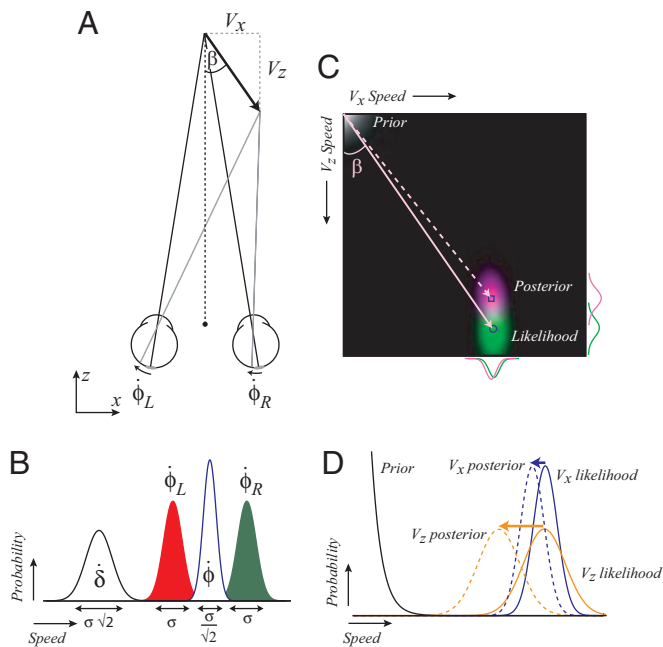 A
V_x
β
V_z
z
x
ϕ̇_L
ϕ̇_R
C
V_x Speed
V_z Speed
Prior
β
Posterior
Likelihood
B
Probability
Speed
δ̇
ϕ̇_L
ϕ̇
ϕ̇_R
σ √2
σ
σ/√2
σ
D
Prior
V_x posterior
V_x likelihood
V_z posterior
V_z likelihood
Probability
Speed